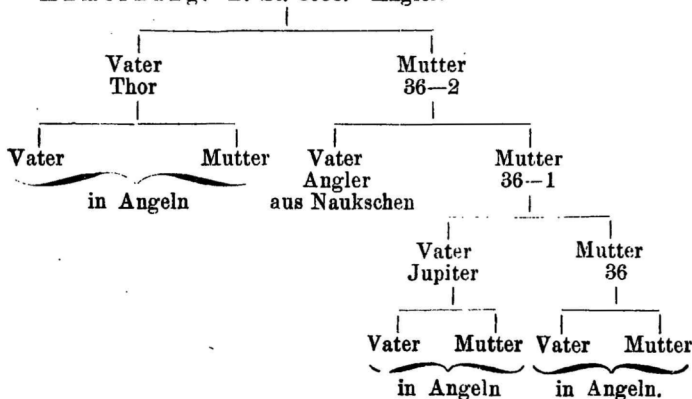 Vater Mutter
Thor 36—2
Vater Mutter Vater Mutter
in Angeln Angler 36—1
aus Naukschen
Vater Mutter
Jupiter 36
Vater Mutter Vater Mutter
in Angeln in Angeln.